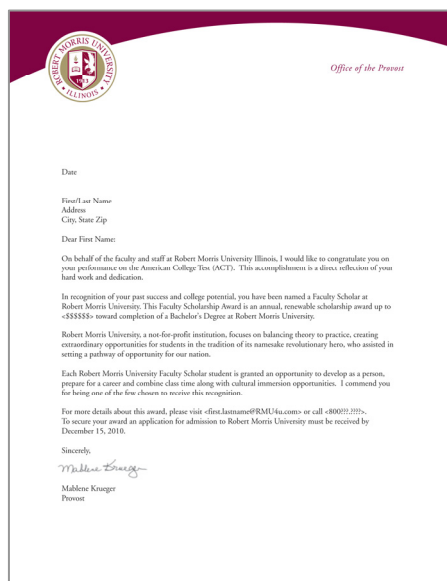 ROBERT MORRIS UNIVERSITY
1913
ILLINOIS
Office of the Provost
Date
First/Last Name
Address
City, State Zip
Dear First Name:
On behalf of the faculty and staff at Robert Morris University Illinois, I would like to congratulate you on
your performance on the American College Test (ACT). This accomplishment is a direct reflection of your
hard work and dedication.
In recognition of your past success and college potential, you have been named a Faculty Scholar at
Robert Morris University. This Faculty Scholarship Award is an annual, renewable scholarship award up to
<$$$$$$> toward completion of a Bachelor's Degree at Robert Morris University.
Robert Morris University, a not-for-profit institution, focuses on balancing theory to practice, creating
extraordinary opportunities for students in the tradition of its namesake revolutionary hero, who assisted in
setting a pathway of opportunity for our nation.
Each Robert Morris University Faculty Scholar student is granted an opportunity to develop as a person,
prepare for a career and combine class time along with cultural immersion opportunities. I commend you
for being one of the few chosen to receive this recognition.
For more details about this award, please visit <first.lastname@RMU4u.com> or call <800???.????>.
To secure your award an application for admission to Robert Morris University must be received by
December 15, 2010.
Sincerely,
Mablene Krueger
Mablene Krueger
Provost